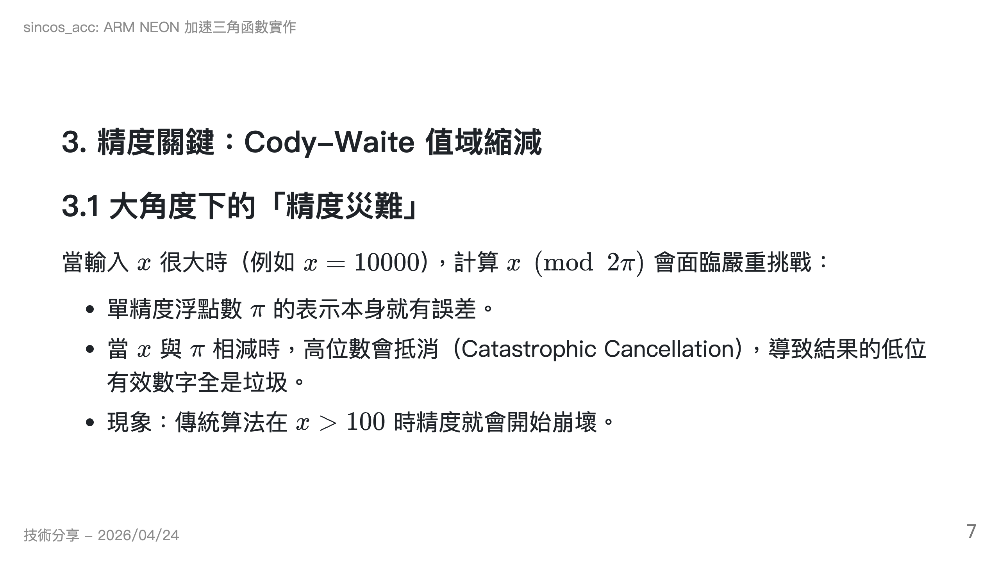 sincos_acc: ARM NEON 加速三角函數實作
3. 精度關鍵：Cody–Waite 值域縮減
3.1 大角度下的「精度災難」
當輸入 x 很大時（例如 x = 10000），計算 x (mod 2π) 會面臨嚴重挑戰：
• 單精度浮點數 π 的表示本身就有誤差。
• 當 x 與 π 相減時，高位數會抵消（Catastrophic Cancellation），導致結果的低位
有效數字全是垃圾。
• 現象：傳統算法在 x > 100 時精度就會開始崩壞。
技術分享 – 2026/04/24
7